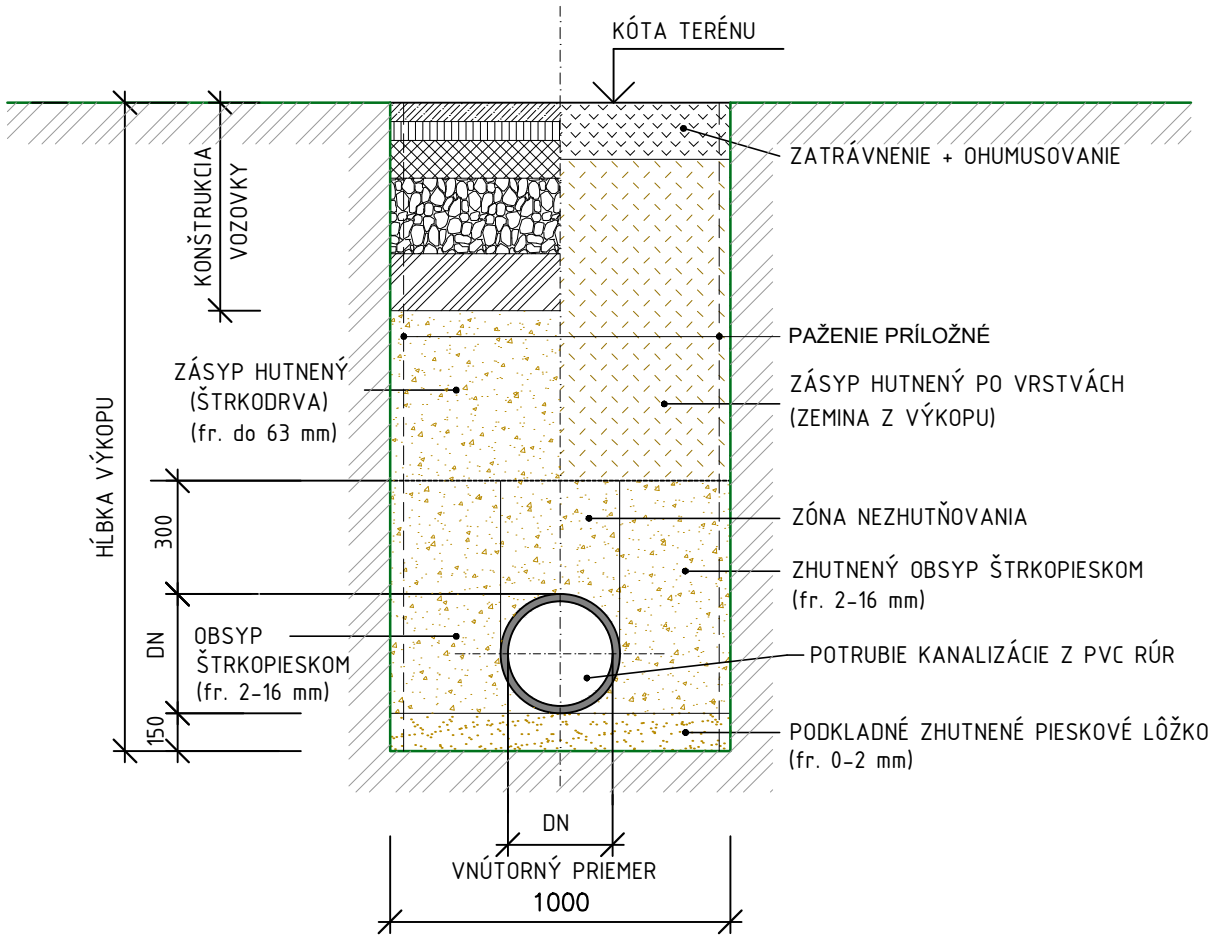 KÓTA TERÉNU
ZATRÁVNENIE + OHUMUSOVANIE
KONŠTRUKCIA
VOZOVKY
PAŽENIE PRÍLOŽNÉ
ZÁSYP HUTNENÝ
(ŠTRKODRVA)
(fr. do 63 mm)
ZÁSYP HUTNENÝ PO VRSTVÁCH
(ZEMINA Z VÝKOPU)
HĹBKA VÝKOPU
300
ZÓNA NEZHUTŇOVANIA
ZHUTNENÝ OBSYP ŠTRKOPIESKOM
(fr. 2-16 mm)
DN
OBSYP
ŠTRKOPIESKOM
(fr. 2-16 mm)
POTRUBIE KANALIZÁCIE Z PVC RÚR
150
PODKLADNÉ ZHUTNENÉ PIESKOVÉ LÔŽKO
(fr. 0-2 mm)
DN
VNÚTORNÝ PRIEMER
1000